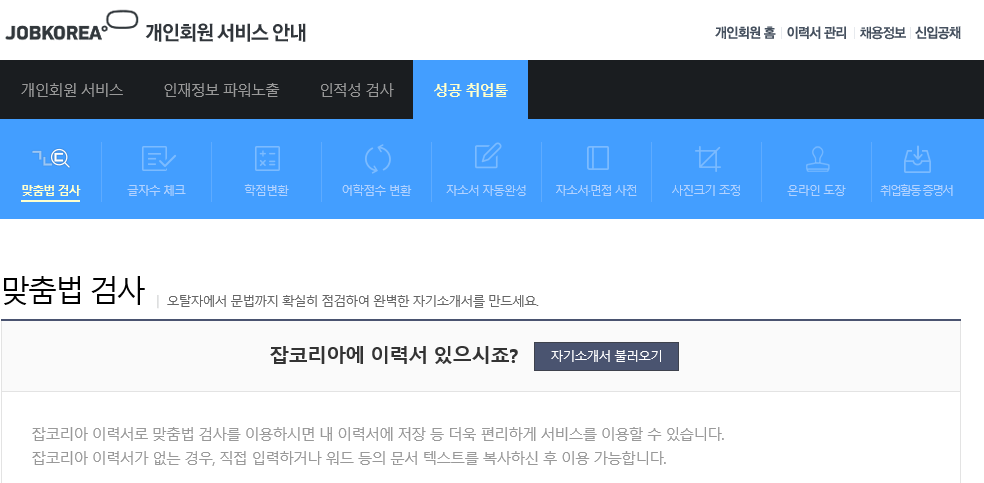 JOBKOREA 개인회원 서비스 안내
개인회원 홈 | 이력서 관리 | 채용정보 | 신입공채
개인회원 서비스 인재정보 파워노출 인적성 검사 성공 취업툴
맞춤법 검사 글자수 체크 학점변환 어학점수 변환 자소서 자동완성 자소서·면접 사전 사진크기 조정 온라인 도장 취업활동증명서
맞춤법 검사 | 오탈자에서 문법까지 확실히 점검하여 완벽한 자기소개서를 만드세요.
잡코리아에 이력서 있으시죠? 자기소개서 불러오기
잡코리아 이력서로 맞춤법 검사를 이용하시면 내 이력서에 저장 등 더욱 편리하게 서비스를 이용할 수 있습니다.
잡코리아 이력서가 없는 경우, 직접 입력하거나 워드 등의 문서 텍스트를 복사하신 후 이용 가능합니다.